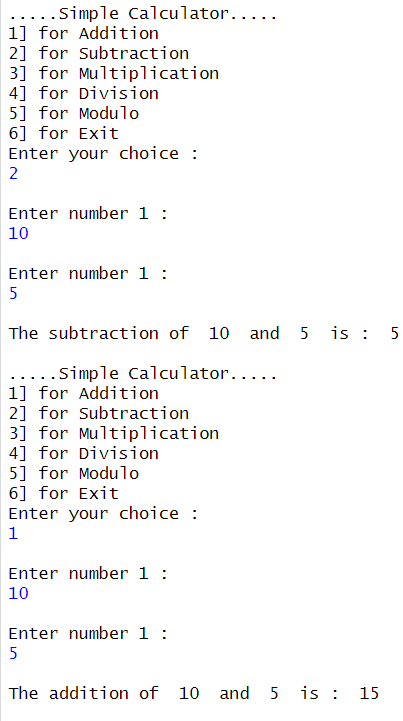 .....Simple Calculator.....
1] for Addition
2] for Subtraction
3] for Multiplication
4] for Division
5] for Modulo
6] for Exit
Enter your choice :
2
Enter number 1 :
10
Enter number 1 :
5
The subtraction of  10  and  5  is :  5
.....Simple Calculator.....
1] for Addition
2] for Subtraction
3] for Multiplication
4] for Division
5] for Modulo
6] for Exit
Enter your choice :
1
Enter number 1 :
10
Enter number 1 :
5
The addition of  10  and  5  is :  15